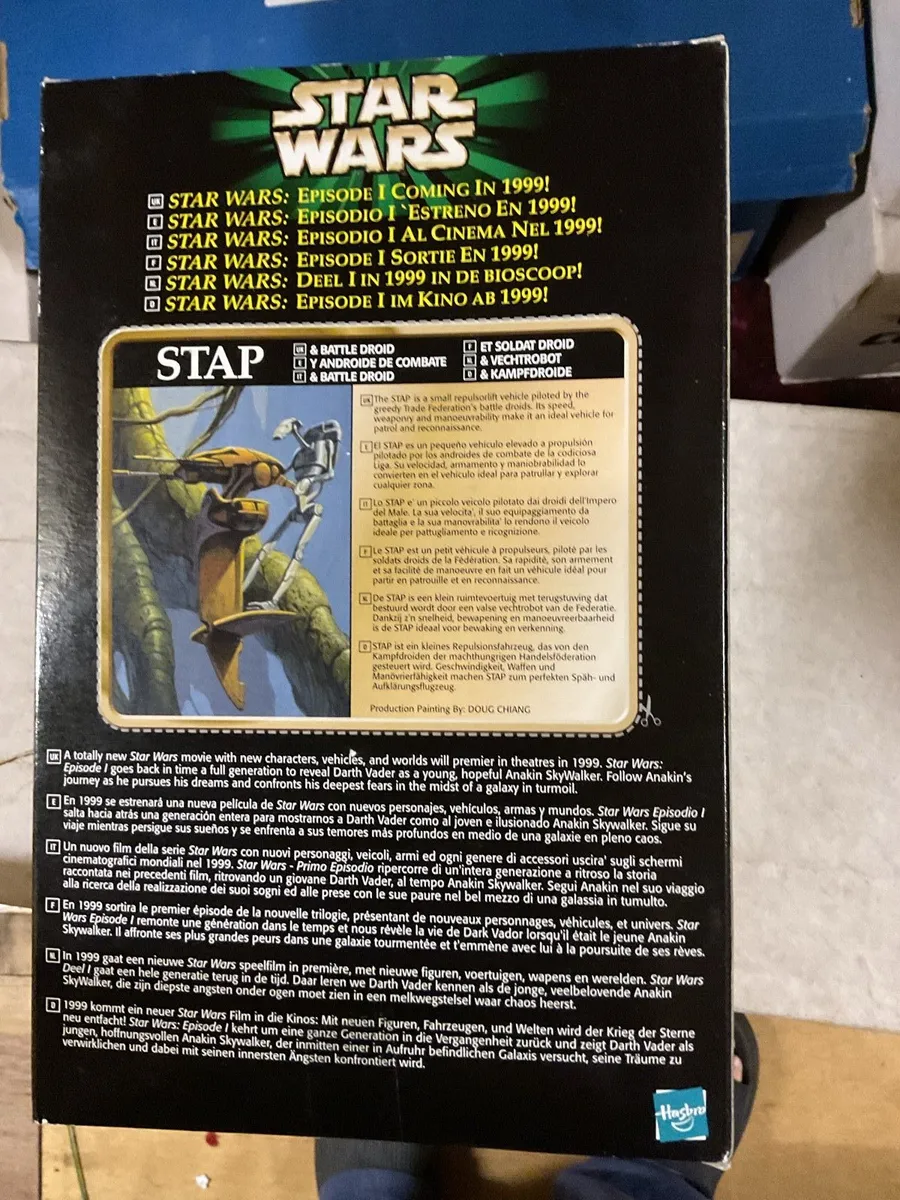 STAR
WARS
UK STAR WARS: EPISODE I COMING IN 1999!
E STAR WARS: EPISODIO I `ESTRENO EN 1999!
IT STAR WARS: EPISODIO I AL CINEMA NEL 1999!
F STAR WARS: EPISODE I SORTIE EN 1999!
NL STAR WARS: DEEL I IN 1999 IN DE BIOSCOOP!
D STAR WARS: EPISODE I IM KINO AB 1999!
STAP
UK & BATTLE DROID
E Y ANDROIDE DE COMBATE
IT & BATTLE DROID
F ET SOLDAT DROID
NL & VECHTROBOT
D & KAMPFDROIDE
UK The STAP is a small repulsorlift vehicle piloted by the
greedy Trade Federation's battle droids. Its speed,
weaponry and manoeuvrability make it an ideal vehicle for
patrol and reconnaissance.
E El STAP es un pequeño vehículo elevado a propulsión
pilotado por los androides de combate de la codiciosa
Liga. Su velocidad, armamento y maniobrabilidad lo
convierten en el vehículo ideal para patrullar y explorar
cualquier zona.
IT Lo STAP e' un piccolo veicolo pilotato dai droidi dell'Impero
del Male. La sua velocita', il suo equipaggiamento da
battaglia e la sua manovrabilita' lo rendono il veicolo
ideale per pattugliamento e ricognizione.
F Le STAP est un petit véhicule à propulseurs, piloté par les
soldats droids de la Fédération. Sa rapidité, son armement
et sa facilité de manoeuvre en fait un véhicule idéal pour
partir en patrouille et en reconnaissance.
NL De STAP is een klein ruimtevoertuig met terugstuwing dat
bestuurd wordt door een valse vechtrobot van de Federatie.
Dankzij z'n snelheid, bewapening en manoeuvreerbaarheid
is de STAP ideaal voor bewaking en verkenning.
D STAP ist ein kleines Repulsionsfahrzeug, das von den
Kampfdroiden der machthungrigen Handelsföderation
gesteuert wird. Geschwindigkeit, Waffen und
Manövrierfähigkeit machen STAP zum perfekten Späh- und
Aufklärungsflugzeug.
Production Painting By: DOUG CHIANG
UK A totally new Star Wars movie with new characters, vehicles, and worlds will premier in theatres in 1999. Star Wars:
Episode I goes back in time a full generation to reveal Darth Vader as a young, hopeful Anakin SkyWalker. Follow Anakin's
journey as he pursues his dreams and confronts his deepest fears in the midst of a galaxy in turmoil.
E En 1999 se estrenará una nueva película de Star Wars con nuevos personajes, vehículos, armas y mundos. Star Wars Episodio I
salta hacia atrás una generación entera para mostrarnos a Darth Vader como al joven e ilusionado Anakin Skywalker. Sigue su
viaje mientras persigue sus sueños y se enfrenta a sus temores más profundos en medio de una galaxie en pleno caos.
IT Un nuovo film della serie Star Wars con nuovi personaggi, veicoli, armi ed ogni genere di accessori uscira' sugli schermi
cinematografici mondiali nel 1999. Star Wars - Primo Episodio ripercorre di un'intera generazione a ritroso la storia
raccontata nei precedenti film, ritrovando un giovane Darth Vader, al tempo Anakin Skywalker. Segui Anakin nel suo viaggio
alla ricerca della realizzazione dei suoi sogni ed alle prese con le sue paure nel bel mezzo di una galassia in tumulto.
F En 1999 sortira le premier épisode de la nouvelle trilogie, présentant de nouveaux personnages, véhicules, et univers. Star
Wars Episode I remonte une génération dans le temps et nous révèle la vie de Dark Vador lorsqu'il était le jeune Anakin
Skywalker. Il affronte ses plus grandes peurs dans une galaxie tourmentée et t'emmène avec lui à la poursuite de ses rêves.
NL In 1999 gaat een nieuwe Star Wars speelfilm in première, met nieuwe figuren, voertuigen, wapens en werelden. Star Wars
Deel I gaat een hele generatie terug in de tijd. Daar leren we Darth Vader kennen als de jonge, veelbelovende Anakin
SkyWalker, die zijn diepste angsten onder ogen moet zien in een melkwegstelsel waar chaos heerst.
D 1999 kommt ein neuer Star Wars Film in die Kinos: Mit neuen Figuren, Fahrzeugen, und Welten wird der Krieg der Sterne
neu entfacht! Star Wars: Episode I kehrt um eine ganze Generation in die Vergangenheit zurück und zeigt Darth Vader als
jungen, hoffnungsvollen Anakin Skywalker, der inmitten einer in Aufruhr befindlichen Galaxis versucht, seine Träume zu
verwirklichen und dabei mit seinen innersten Ängsten konfrontiert wird.
Hasbro